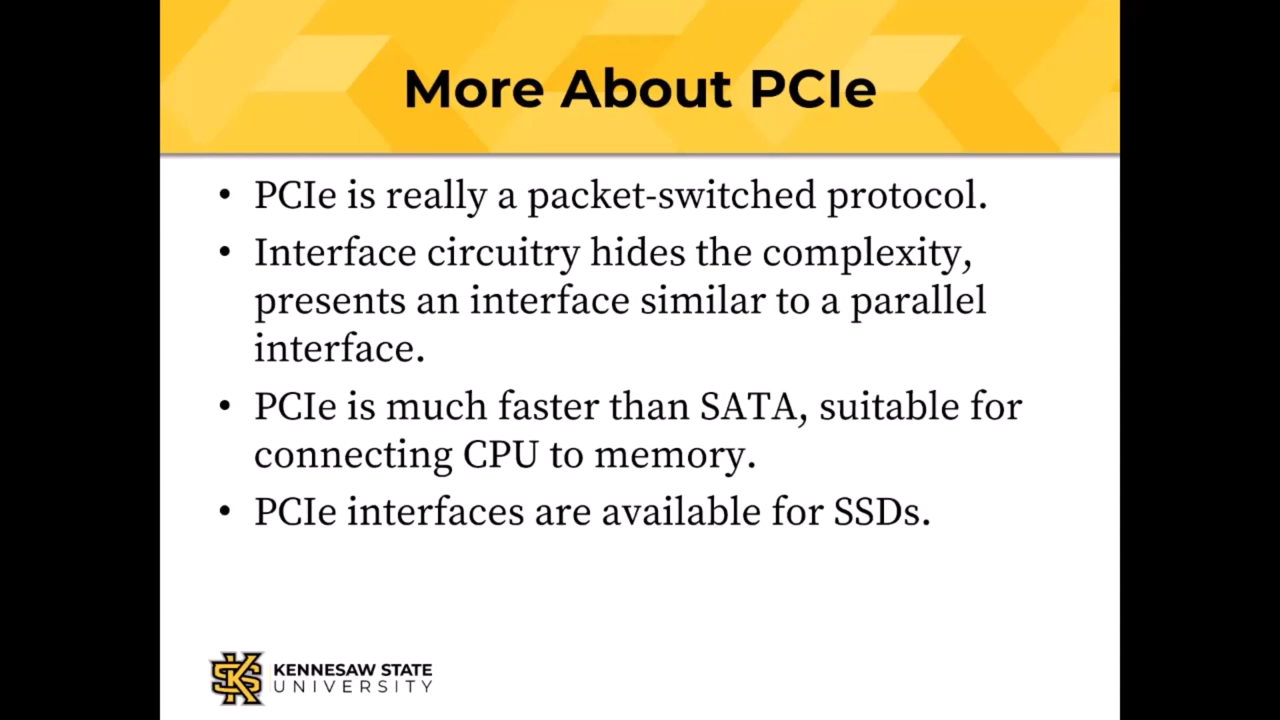 More About PCIe
• PCIe is really a packet-switched protocol.
• Interface circuitry hides the complexity,
presents an interface similar to a parallel
interface.
• PCIe is much faster than SATA, suitable for
connecting CPU to memory.
• PCIe interfaces are available for SSDs.
KS
KENNESAW STATE
UNIVERSITY